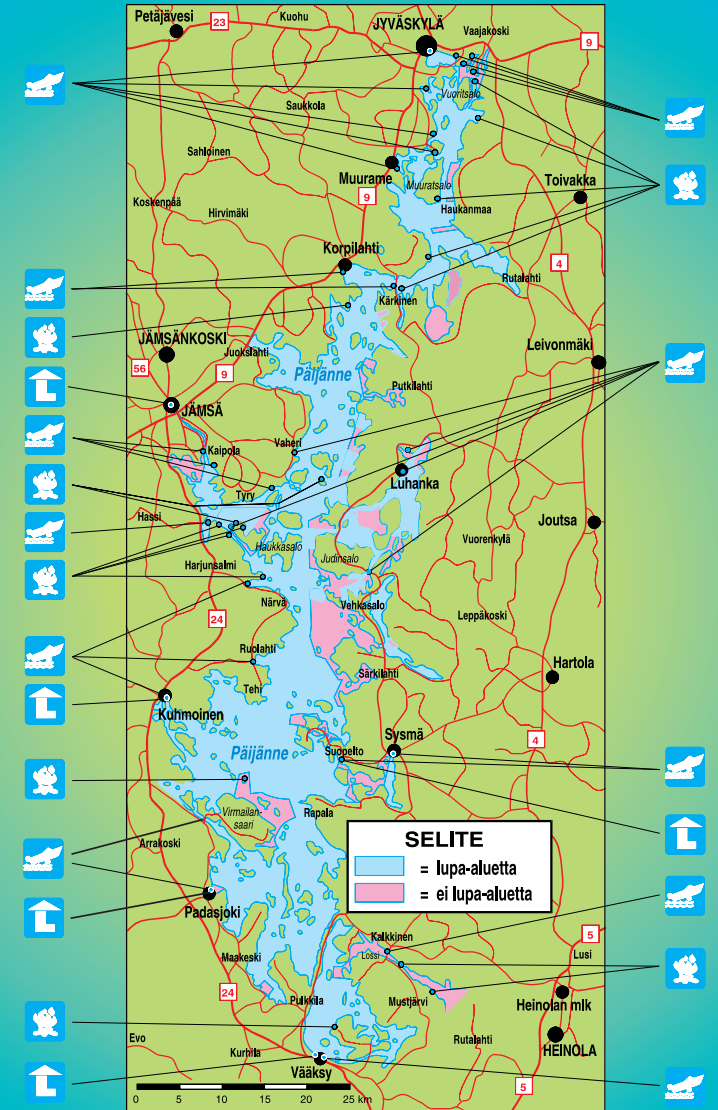 Petäjävesi
23
Kuohu
JYVÄSKYLÄ
Vaajakoski
9
Vuoritsalo
Saukkola
Sahloinen
Muurame
Muuratsalo
Toivakka
Koskenpää
Hirvimäki
9
Haukanmaa
Korpilahti
4
Rutalahti
Kärkinen
JÄMSÄNKOSKI
Juokslahti
Leivonmäki
56
9
Päijänne
Putkilahti
JÄMSÄ
Vaheri
Kaipola
Luhanka
Tyry
Hassi
Joutsa
Haukkasalo
Judinsalo
Vuorenkylä
Harjunsalmi
Närvä
Vehkasalo
Leppäkoski
24
Ruolahti
Särkilahti
Hartola
Tehi
Kuhmoinen
Sysmä
4
Päijänne
Suopelto
Virmailan-
saari
Rapala
Arrakoski
SELITE
= lupa-aluetta
= ei lupa-aluetta
Padasjoki
Kalkkinen
5
Lossi
Lusi
Maakeski
24
Pulkkila
Mustjärvi
Heinolan mlk
Evo
Kurhila
Rutalahti
HEINOLA
Vääksy
5
0 5 10 15 20 25 km